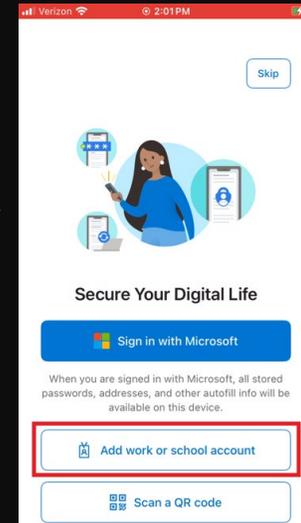 Verizon 2:01 PM
Skip
Secure Your Digital Life
Sign in with Microsoft
When you are signed in with Microsoft, all stored
passwords, addresses, and other autofill info will be
available on this device.
Add work or school account
Scan a QR code